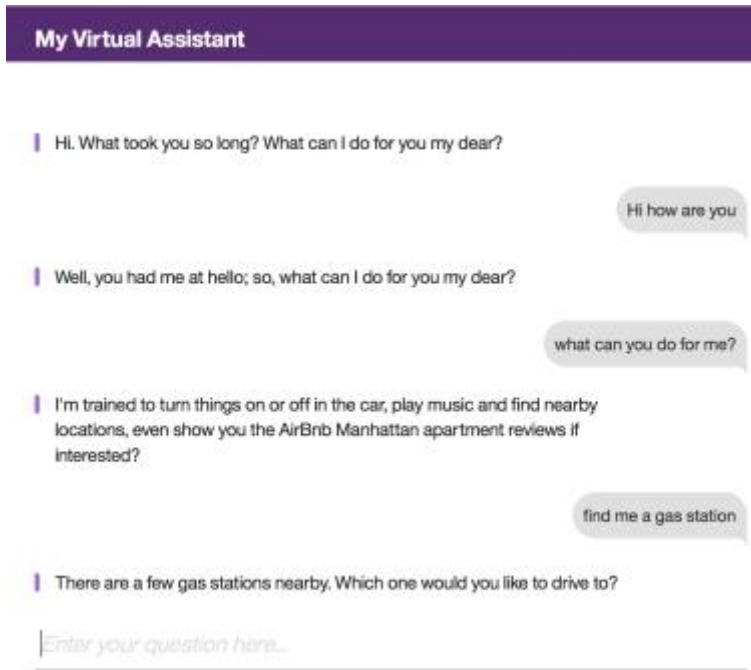 My Virtual Assistant
Hi. What took you so long? What can I do for you my dear?
Hi how are you
Well, you had me at hello; so, what can I do for you my dear?
what can you do for me?
I'm trained to turn things on or off in the car, play music and find nearby
locations, even show you the AirBnb Manhattan apartment reviews if
interested?
find me a gas station
There are a few gas stations nearby. Which one would you like to drive to?
Enter your question here...